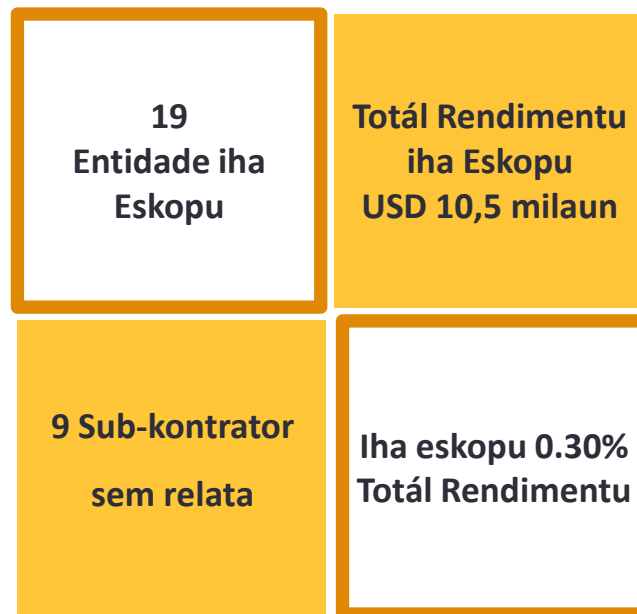 19
Entidade iha
Eskopu
Totál Rendimentu
iha Eskopu
USD 10,5 milaun
9 Sub-kontrator
sem relata
Iha eskopu 0.30%
Totál Rendimentu